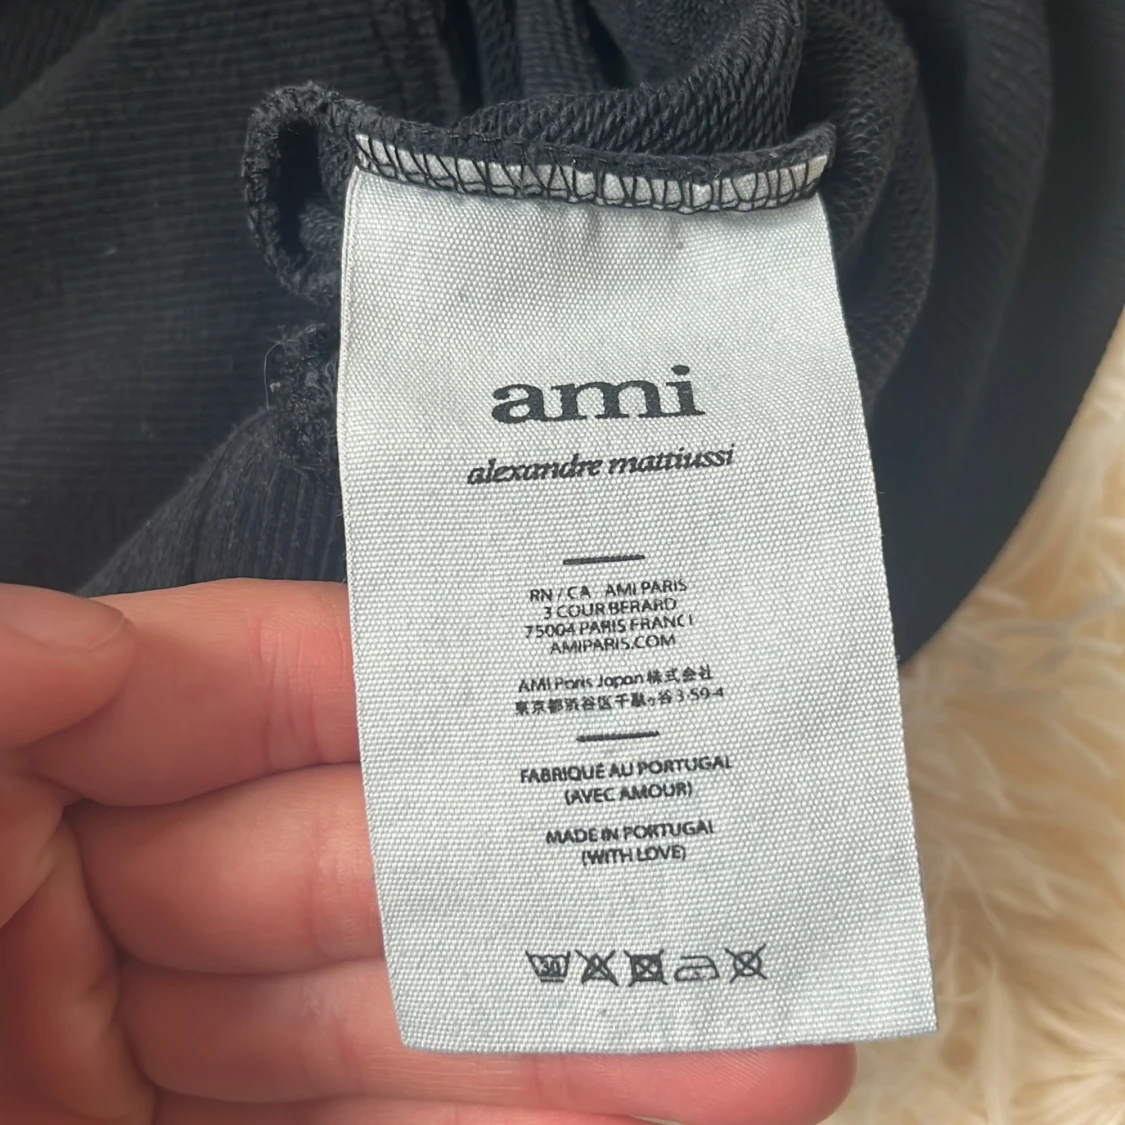 ami
alexandre mattiussi
RN / CA AMI PARIS
3 COUR BERARD
75004 PARIS FRANCE
AMIPARIS.COM
AMI Paris Japan 株式会社
東京都渋谷区千駄ヶ谷 3-59-4
FABRIQUÉ AU PORTUGAL
(AVEC AMOUR)
MADE IN PORTUGAL
(WITH LOVE)
30